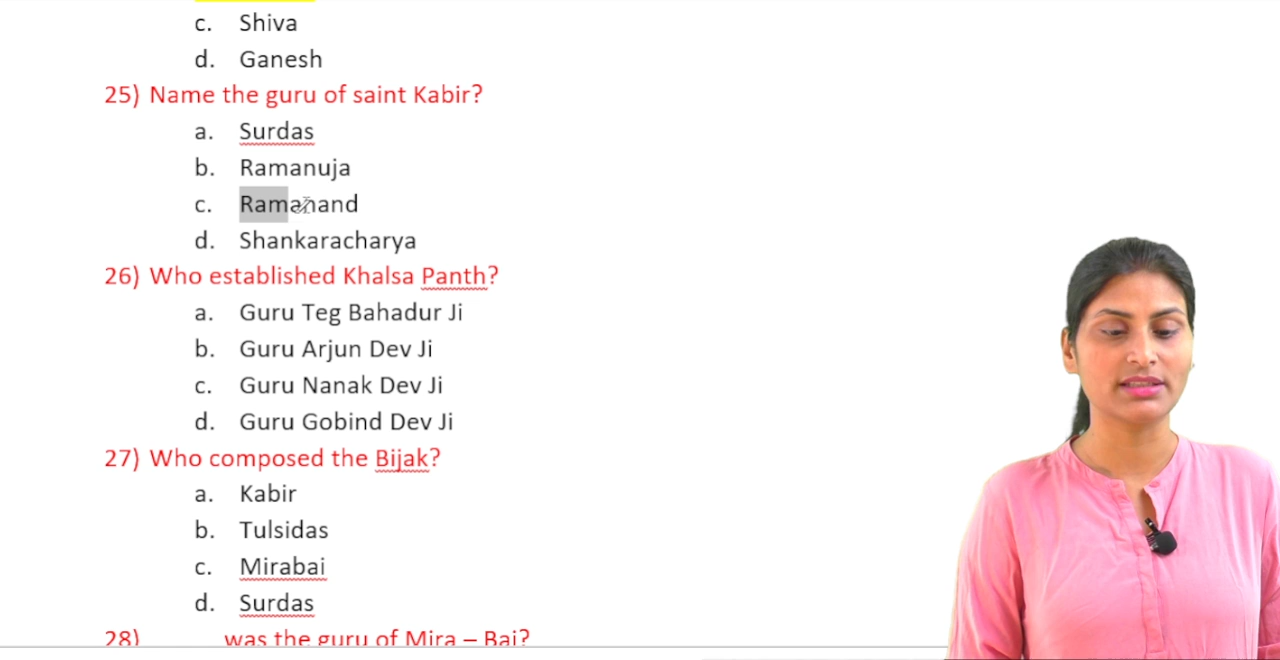 c. Shiva
d. Ganesh
25) Name the guru of saint Kabir?
a. Surdas
b. Ramanuja
c. Ramanand
d. Shankaracharya
26) Who established Khalsa Panth?
a. Guru Teg Bahadur Ji
b. Guru Arjun Dev Ji
c. Guru Nanak Dev Ji
d. Guru Gobind Dev Ji
27) Who composed the Bijak?
a. Kabir
b. Tulsidas
c. Mirabai
d. Surdas
28) ______ was the guru of Mira – Bai?